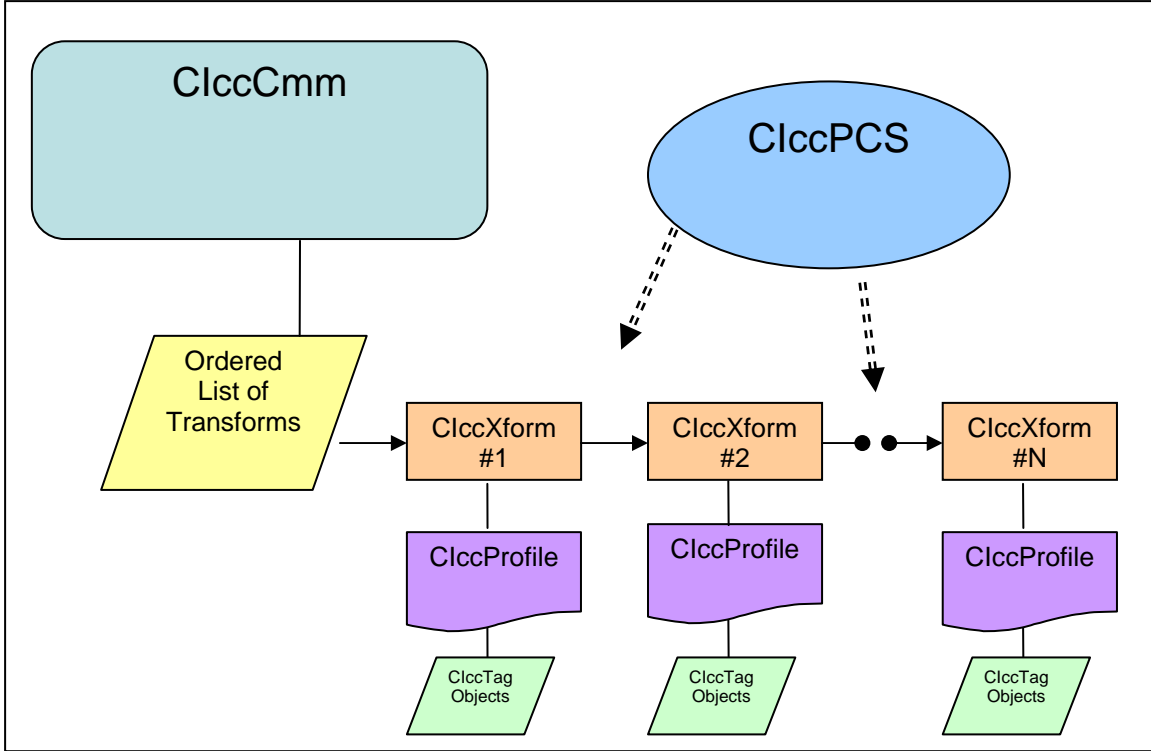 CIccCmm
CIccPCS
Ordered
List of
Transforms
CIccXform
#1
CIccXform
#2
CIccXform
#N
CIccProfile
CIccProfile
CIccProfile
CIccTag
Objects
CIccTag
Objects
CIccTag
Objects